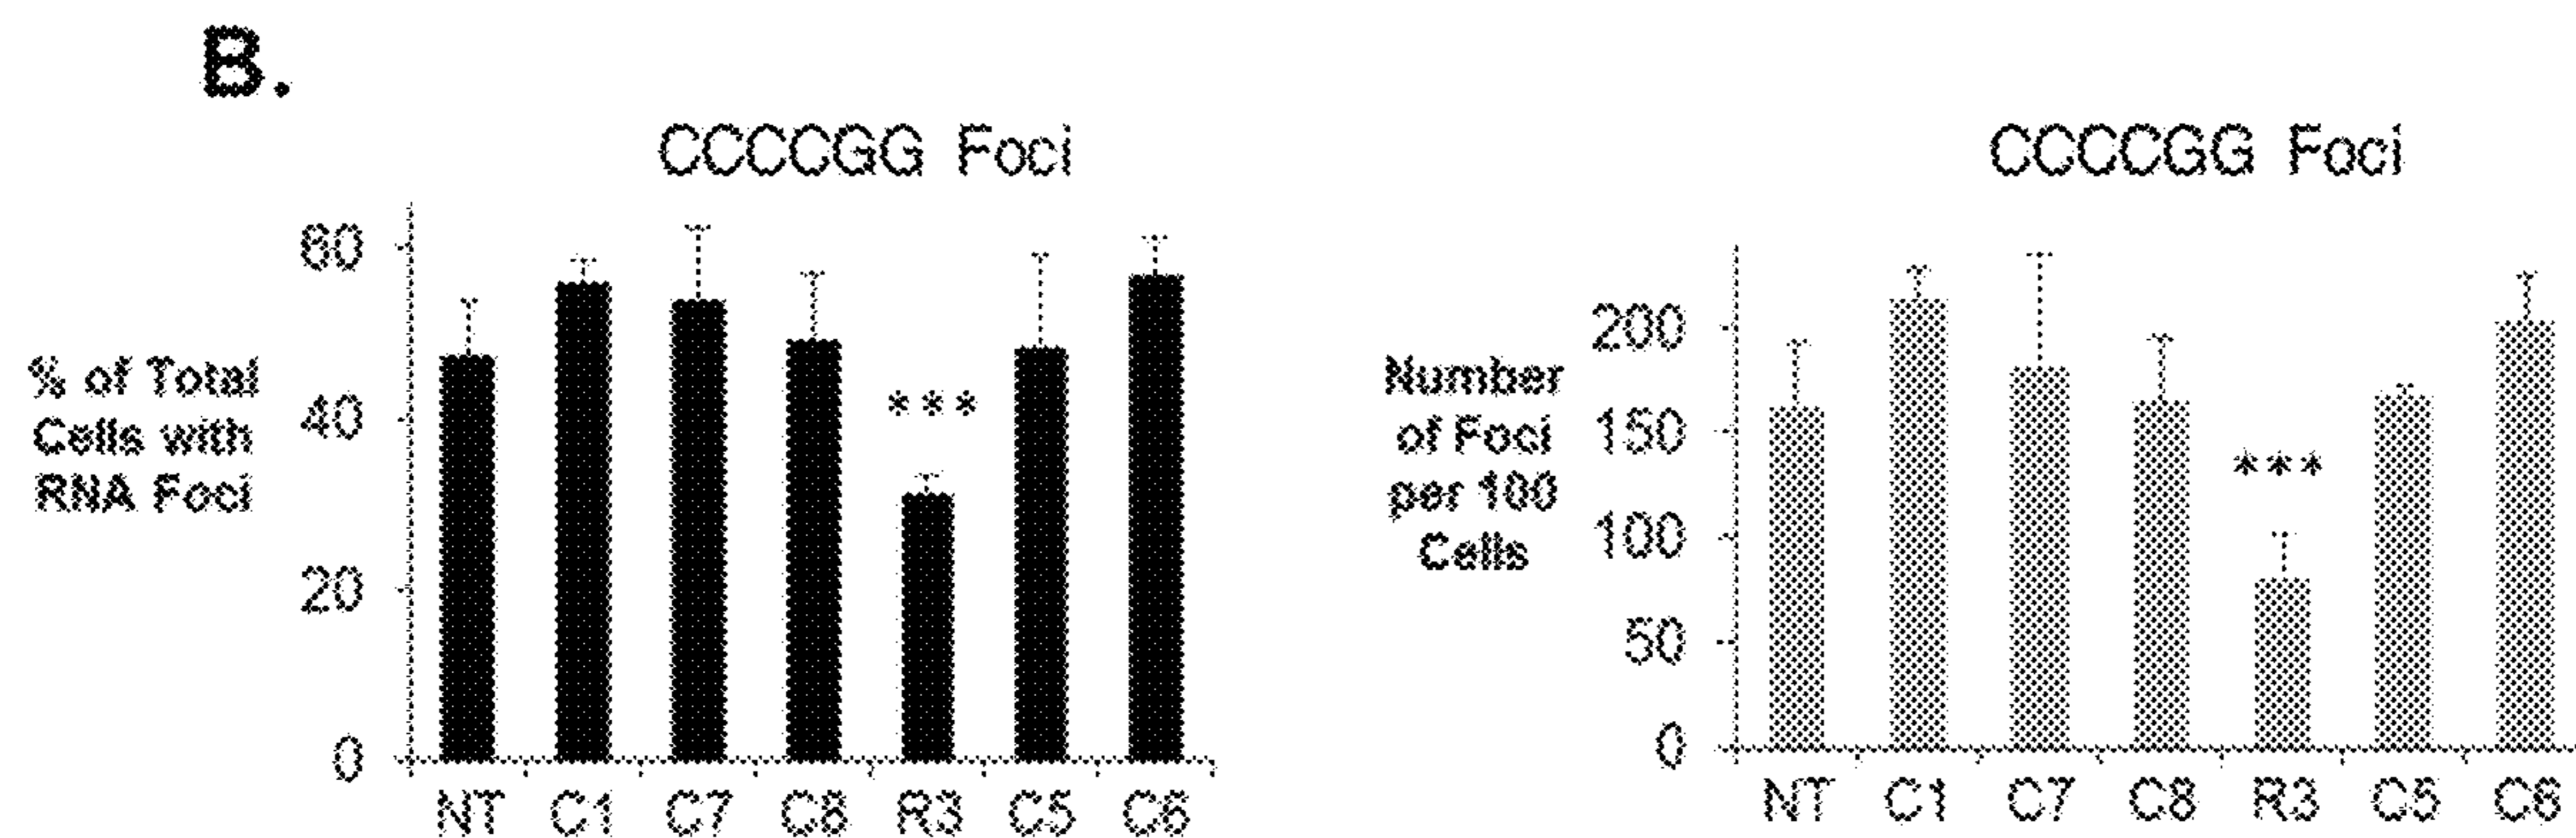 B.
CCCCGG Foci
% of Total
Cells with
RNA Foci
60
40
20
0
***
NT C1 C7 C8 R3 C5 C6
CCCCGG Foci
Number
of Foci
per 100
Cells
200
150
100
50
0
***
NT C1 C7 C8 R3 C5 C6